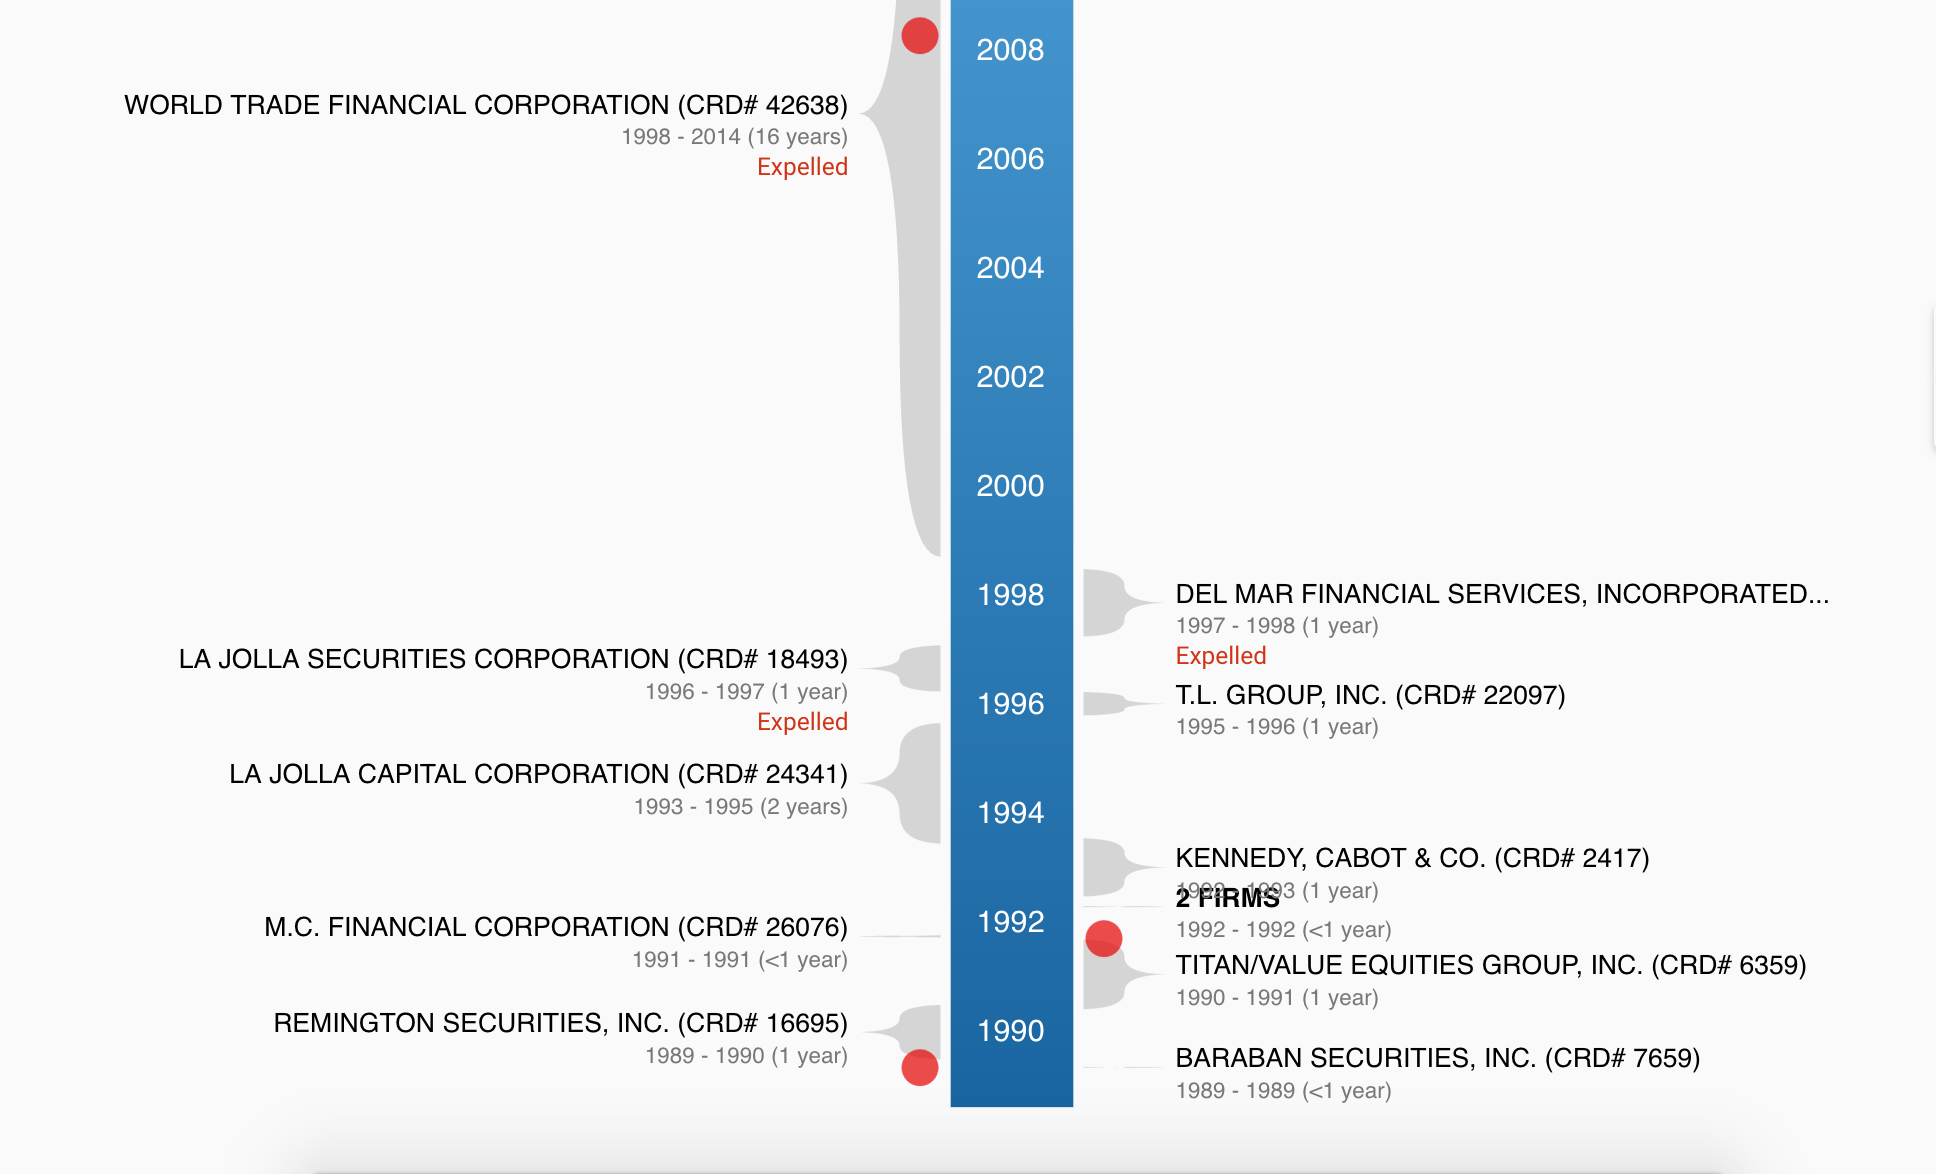 2008
WORLD TRADE FINANCIAL CORPORATION (CRD# 42638)
1998 - 2014 (16 years)
Expelled
2006
2004
2002
2000
1998
DEL MAR FINANCIAL SERVICES, INCORPORATED...
1997 - 1998 (1 year)
Expelled
LA JOLLA SECURITIES CORPORATION (CRD# 18493)
1996 - 1997 (1 year)
Expelled
1996
T.L. GROUP, INC. (CRD# 22097)
1995 - 1996 (1 year)
LA JOLLA CAPITAL CORPORATION (CRD# 24341)
1993 - 1995 (2 years)
1994
KENNEDY, CABOT & CO. (CRD# 2417)
1992 - 1993 (1 year)
2 FIRMS
1992 - 1992 (<1 year)
M.C. FINANCIAL CORPORATION (CRD# 26076)
1991 - 1991 (<1 year)
1992
TITAN/VALUE EQUITIES GROUP, INC. (CRD# 6359)
1990 - 1991 (1 year)
REMINGTON SECURITIES, INC. (CRD# 16695)
1989 - 1990 (1 year)
1990
BARABAN SECURITIES, INC. (CRD# 7659)
1989 - 1989 (<1 year)